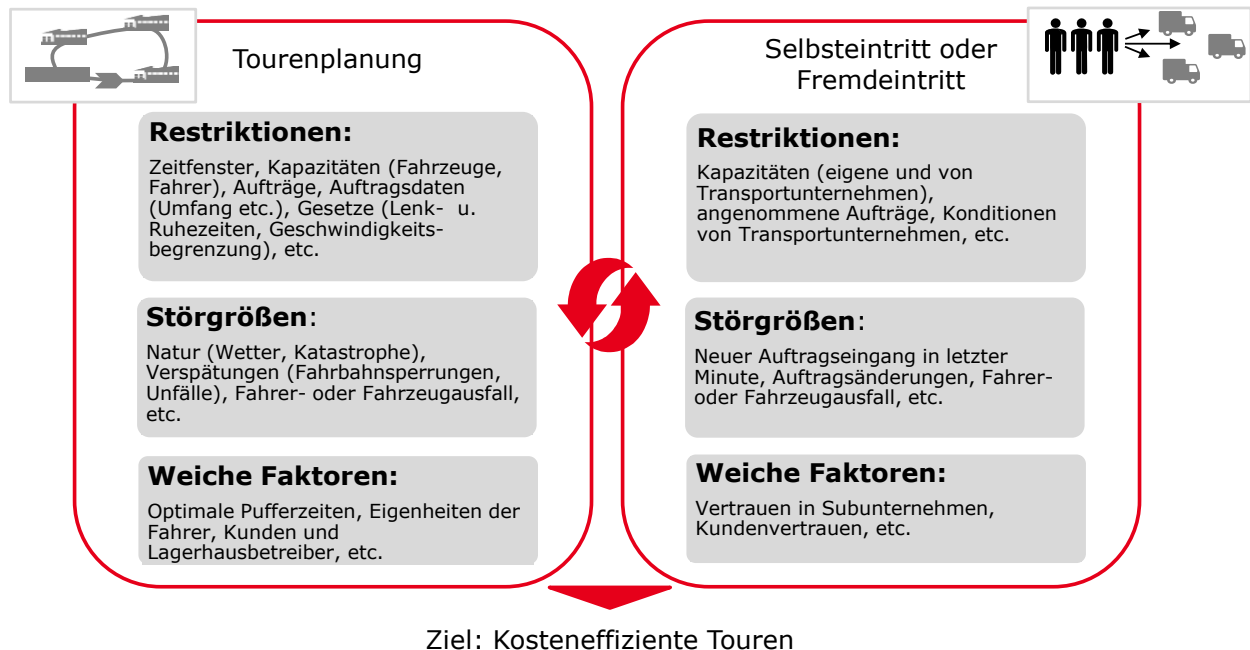 Tourenplanung
Restriktionen:
Zeitfenster, Kapazitäten (Fahrzeuge,
Fahrer), Aufträge, Auftragsdaten
(Umfang etc.), Gesetze (Lenk- u.
Ruhezeiten, Geschwindigkeits-
begrenzung), etc.
Störgrößen:
Natur (Wetter, Katastrophe),
Verspätungen (Fahrbahnsperrungen,
Unfälle), Fahrer- oder Fahrzeugausfall,
etc.
Weiche Faktoren:
Optimale Pufferzeiten, Eigenheiten der
Fahrer, Kunden und
Lagerhausbetreiber, etc.
Selbsteintritt oder
Fremdeintritt
Restriktionen:
Kapazitäten (eigene und von
Transportunternehmen),
angenommene Aufträge, Konditionen
von Transportunternehmen, etc.
Störgrößen:
Neuer Auftragseingang in letzter
Minute, Auftragsänderungen, Fahrer-
oder Fahrzeugausfall, etc.
Weiche Faktoren:
Vertrauen in Subunternehmen,
Kundenvertrauen, etc.
Ziel: Kosteneffiziente Touren